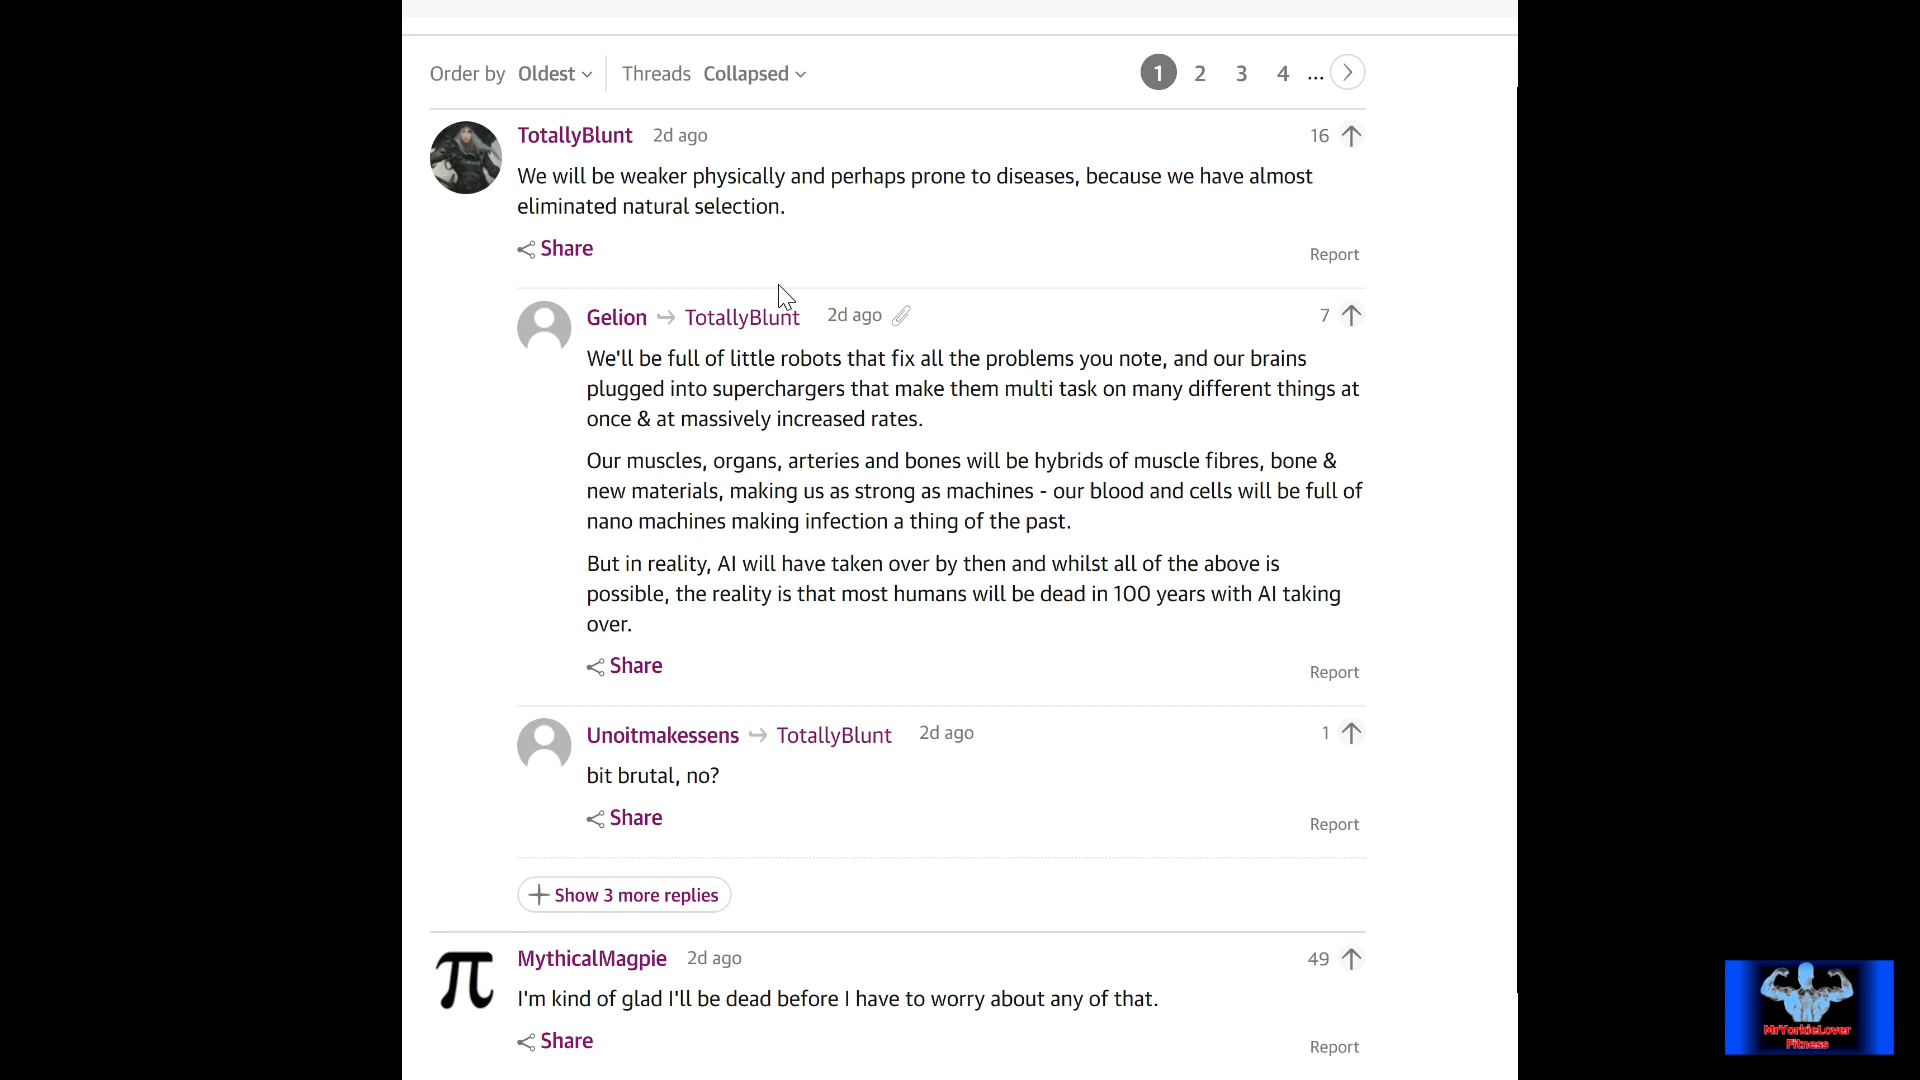 Order by Oldest Threads Collapsed 1 2 3 4 ...
TotallyBlunt 2d ago 16
We will be weaker physically and perhaps prone to diseases, because we have almost
eliminated natural selection.
Share
Report
Gelion TotallyBlunt 2d ago 7
We'll be full of little robots that fix all the problems you note, and our brains
plugged into superchargers that make them multi task on many different things at
once & at massively increased rates.
Our muscles, organs, arteries and bones will be hybrids of muscle fibres, bone &
new materials, making us as strong as machines - our blood and cells will be full of
nano machines making infection a thing of the past.
But in reality, AI will have taken over by then and whilst all of the above is
possible, the reality is that most humans will be dead in 100 years with AI taking
over.
Share
Report
Unoitmakessens TotallyBlunt 2d ago 1
bit brutal, no?
Share
Report
Show 3 more replies
π
MythicalMagpie 2d ago 49
I'm kind of glad I'll be dead before I have to worry about any of that.
Share
Report
MrYorkieLover
Fitness